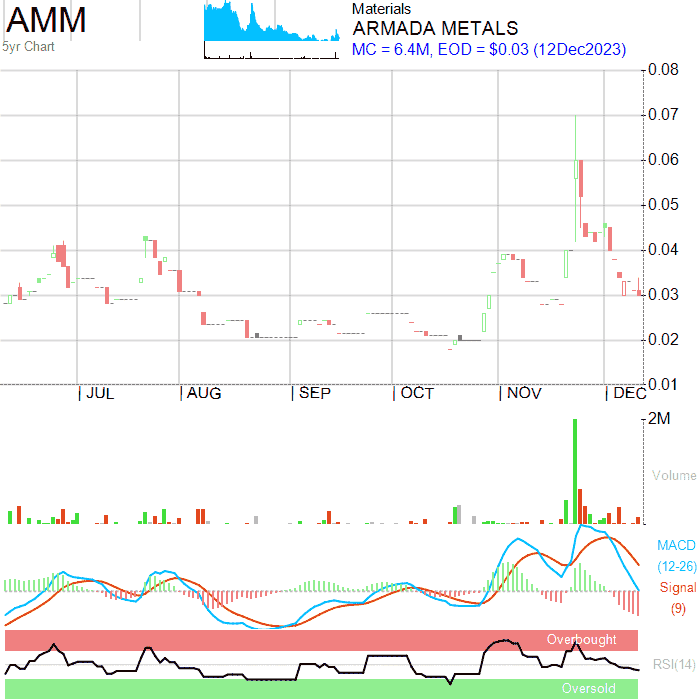 AMM
5yr Chart
Materials
ARMADA METALS
MC = 6.4M, EOD = $0.03 (12Dec2023)
0.08
0.07
0.06
0.05
0.04
0.03
0.02
0.01
JUL AUG SEP OCT NOV DEC
2M
Volume
MACD
(12-26)
Signal
(9)
Overbought
RSI(14)
Oversold